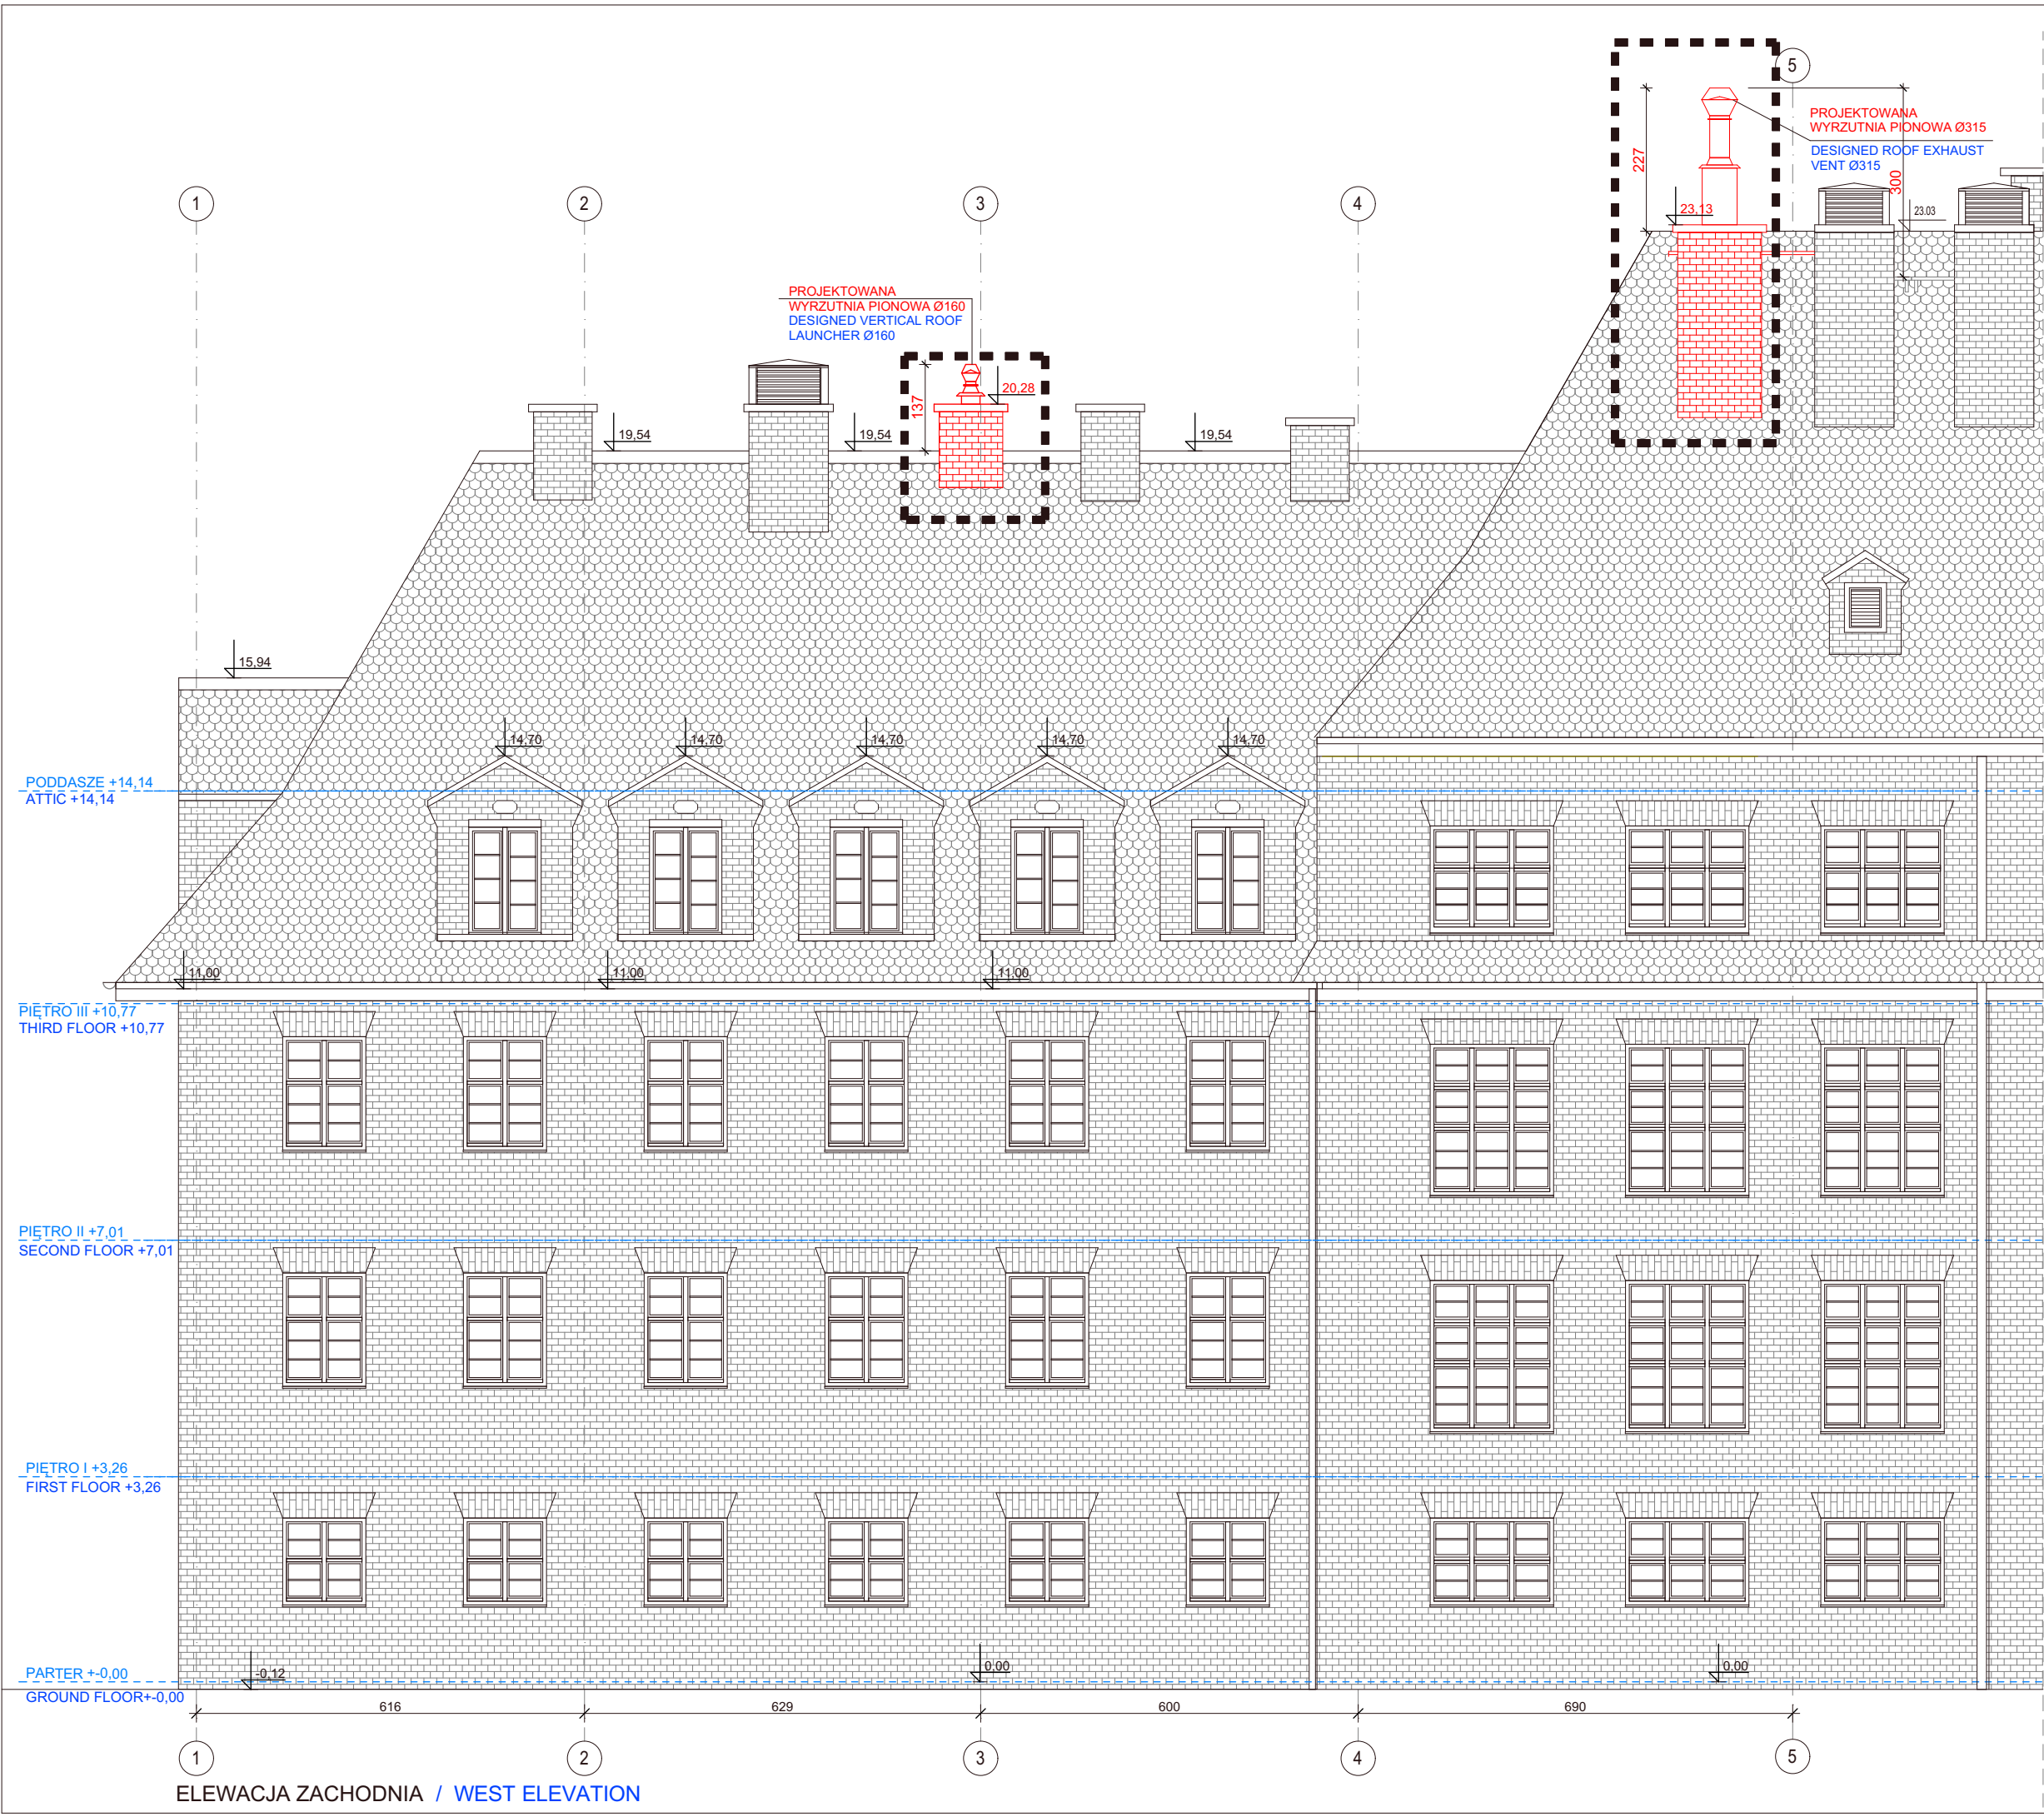 5
PROJEKTOWANA
WYRZUTNIA PIONOWA Ø315
DESIGNED ROOF EXHAUST
VENT Ø315
227
300
1
2
3
4
23,13
23.03
PROJEKTOWANA
WYRZUTNIA PIONOWA Ø160
DESIGNED VERTICAL ROOF
LAUNCHER Ø160
137
20,28
19,54
19,54
19,54
15,94
14,70
14,70
14,70
14,70
14,70
PODDASZE +14,14
ATTIC +14,14
11,00
11,00
11,00
PIĘTRO III +10,77
THIRD FLOOR +10,77
PIĘTRO II +7,01
SECOND FLOOR +7,01
PIĘTRO I +3,26
FIRST FLOOR +3,26
PARTER +-0,00
GROUND FLOOR+-0,00
-0,12
0,00
0,00
616
629
600
690
1
2
3
4
5
ELEWACJA ZACHODNIA / WEST ELEVATION